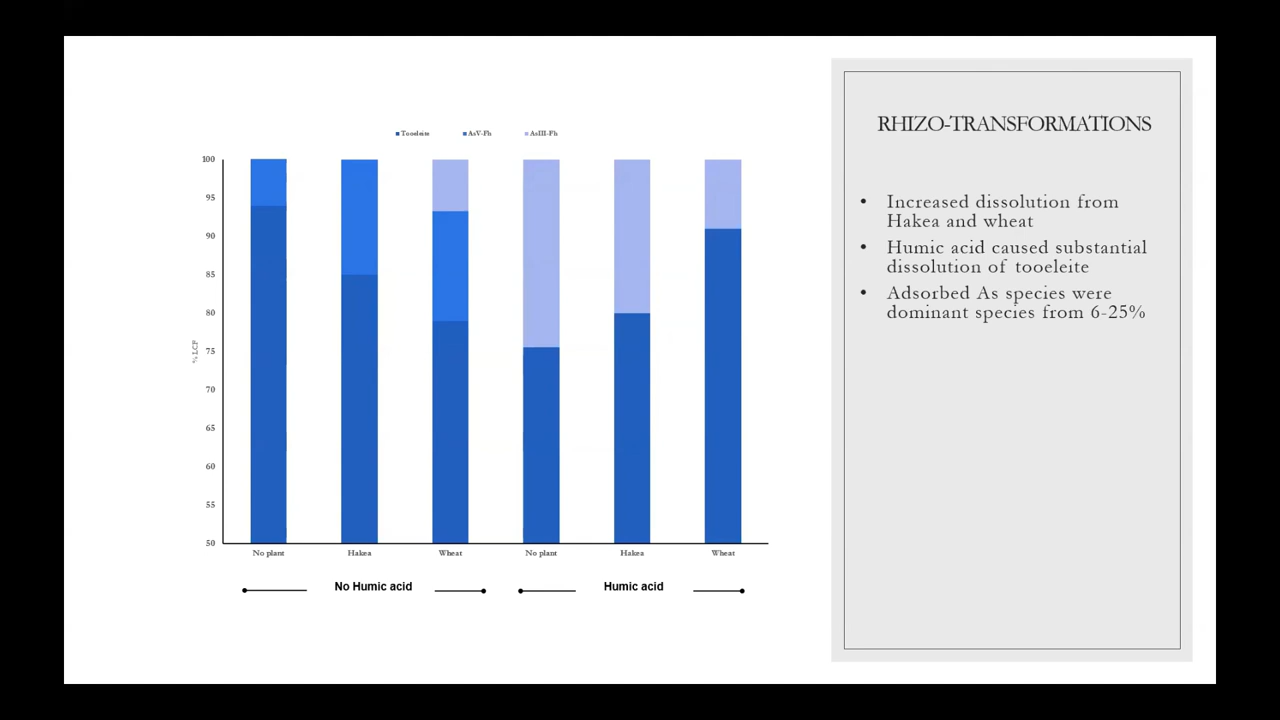 Tooeleite AsV-Fh AsIII-Fh
100
95
90
85
80
75
70
65
60
55
50
% LCF
No plant Hakea Wheat No plant Hakea Wheat
No Humic acid Humic acid
RHIZO-TRANSFORMATIONS
• Increased dissolution from
Hakea and wheat
• Humic acid caused substantial
dissolution of tooeleite
• Adsorbed As species were
dominant species from 6-25%